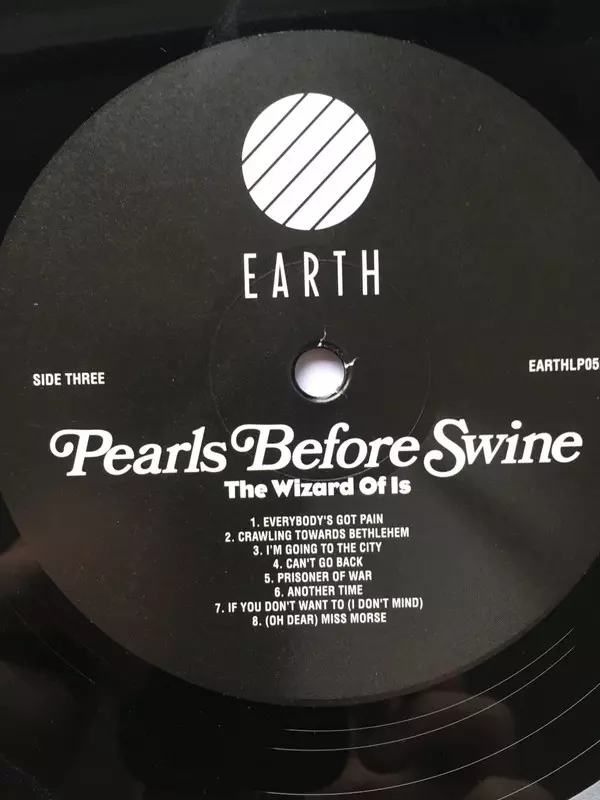 EARTH
SIDE THREE
EARTHLP05
Pearls Before Swine
The Wizard Of Is
1. EVERYBODY'S GOT PAIN
2. CRAWLING TOWARDS BETHLEHEM
3. I'M GOING TO THE CITY
4. CAN'T GO BACK
5. PRISONER OF WAR
6. ANOTHER TIME
7. IF YOU DON'T WANT TO (I DON'T MIND)
8. (OH DEAR) MISS MORSE